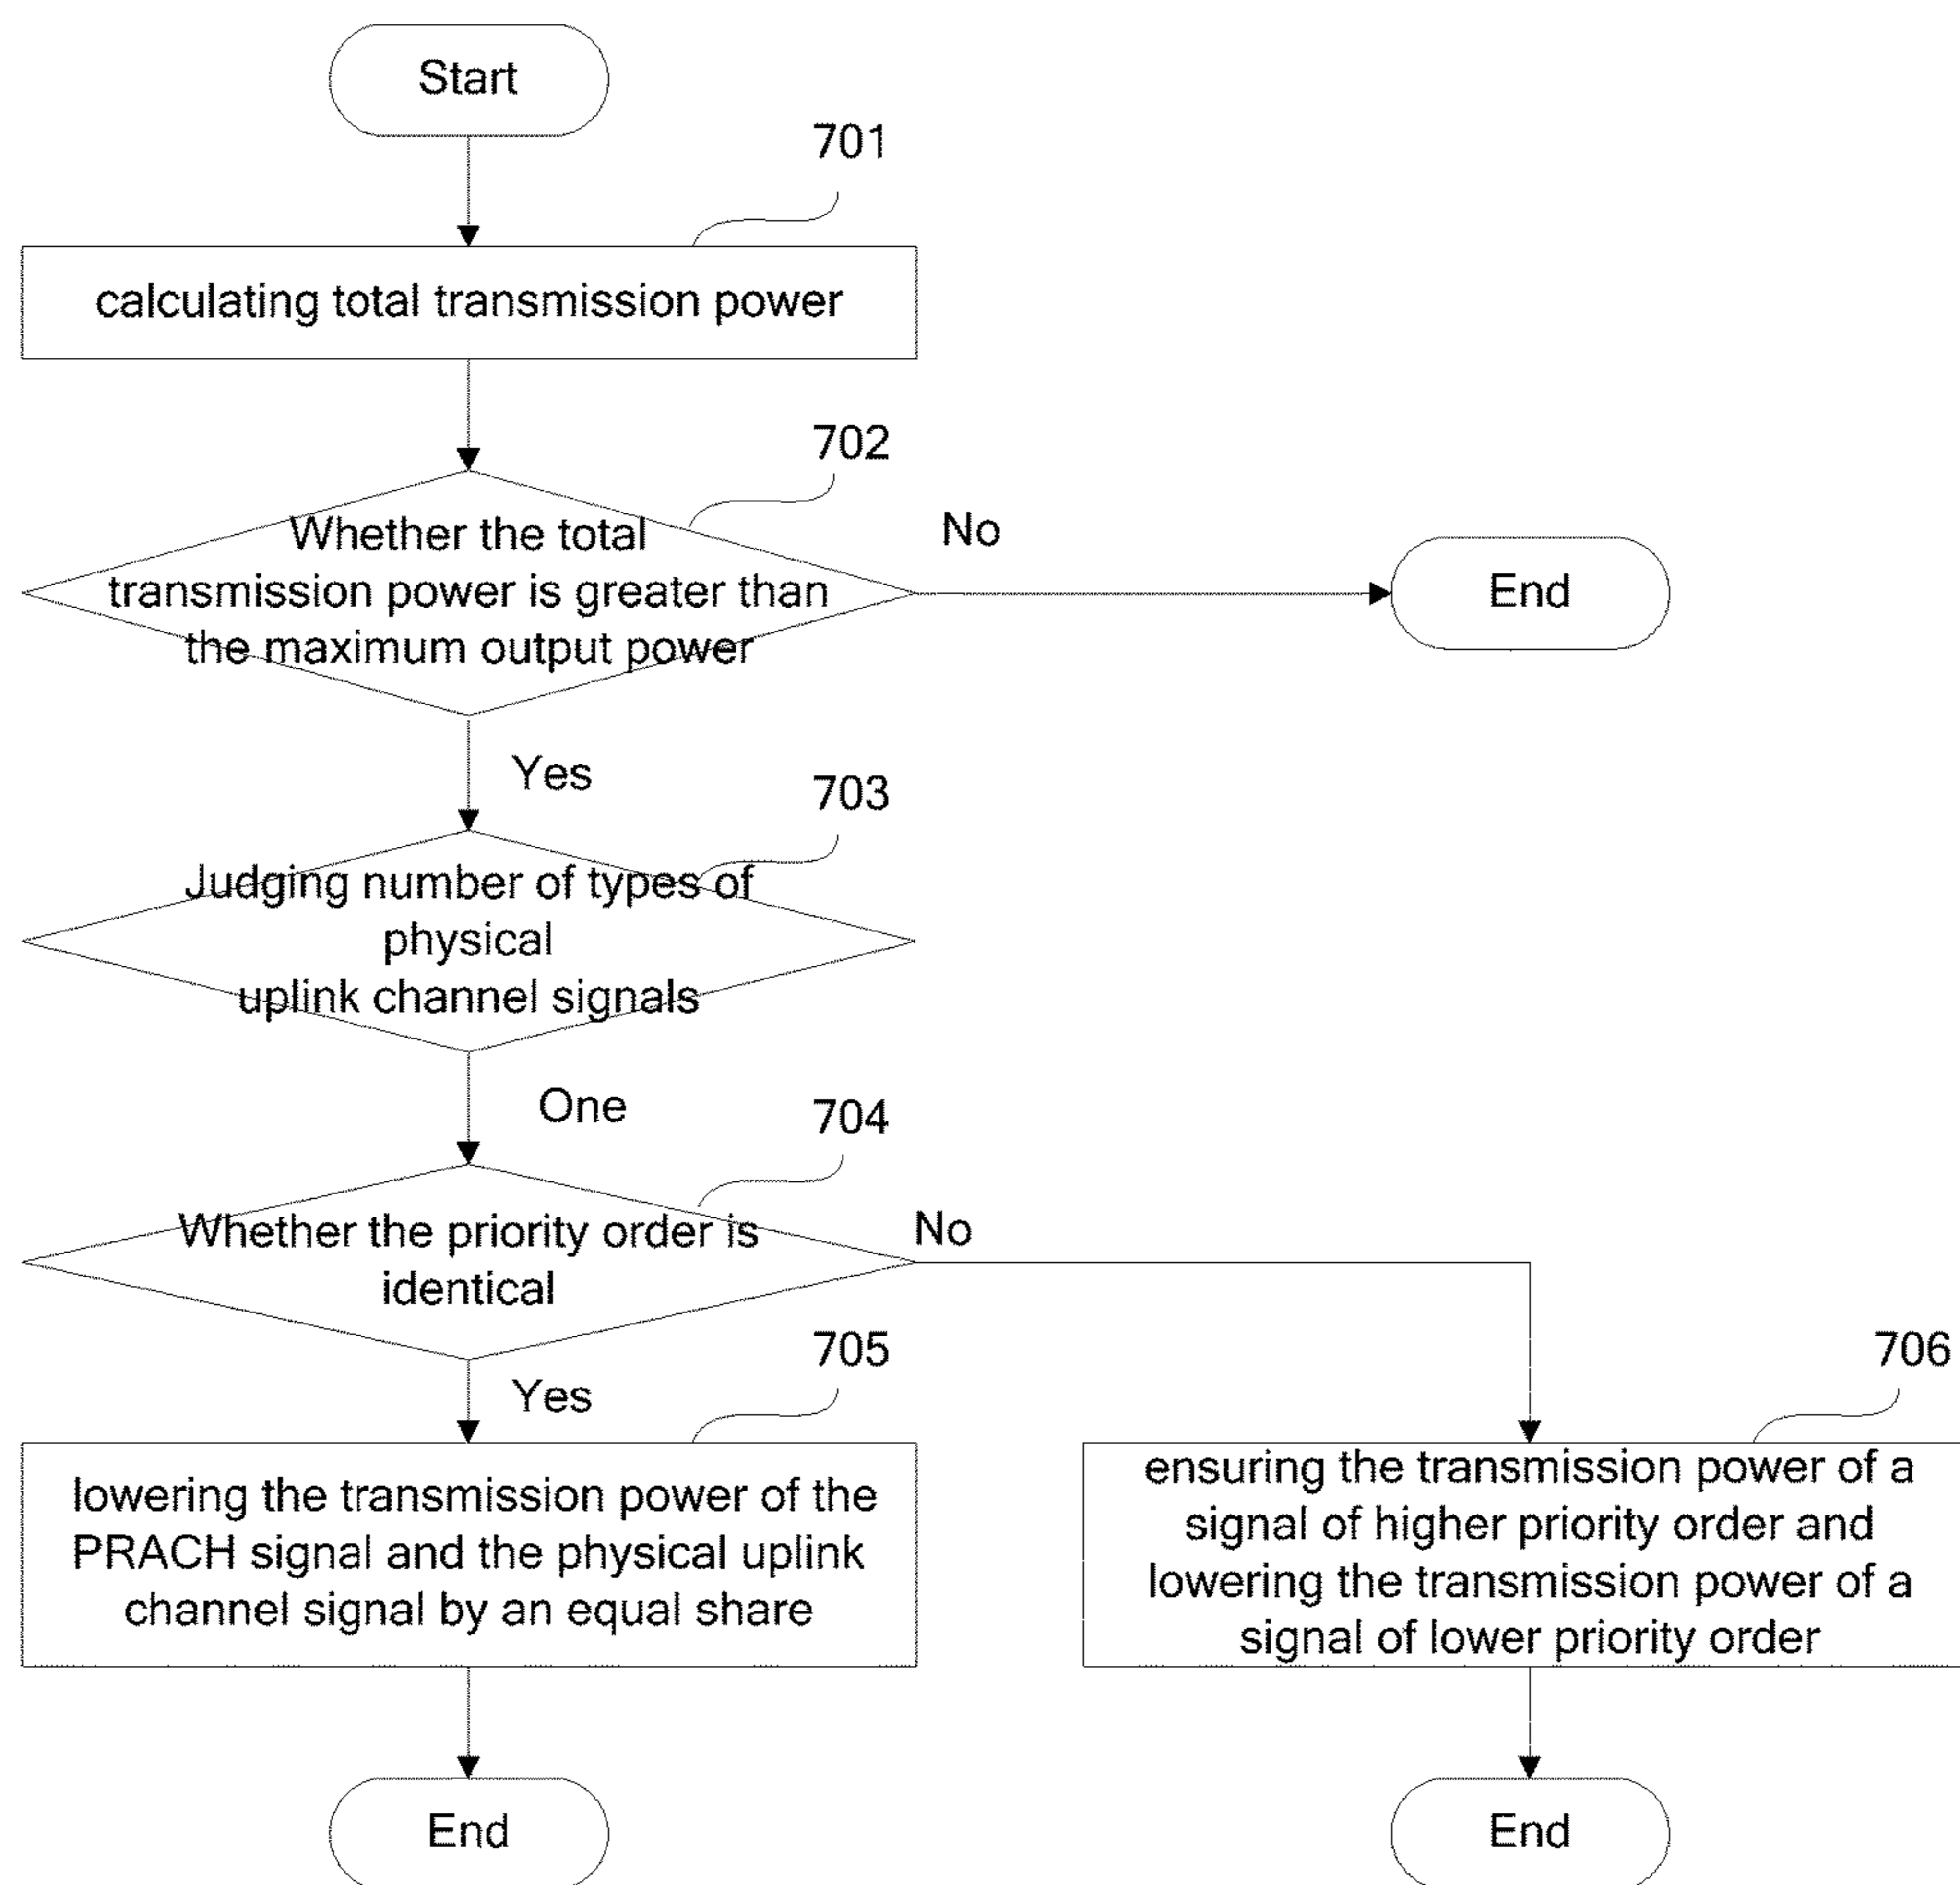 Start
701
calculating total transmission power
702
Whether the total
transmission power is greater than
the maximum output power
No
End
Yes
703
Judging number of types of
physical
uplink channel signals
One
704
Whether the priority order is
identical
No
Yes
705
lowering the transmission power of the
PRACH signal and the physical uplink
channel signal by an equal share
706
ensuring the transmission power of a
signal of higher priority order and
lowering the transmission power of a
signal of lower priority order
End
End